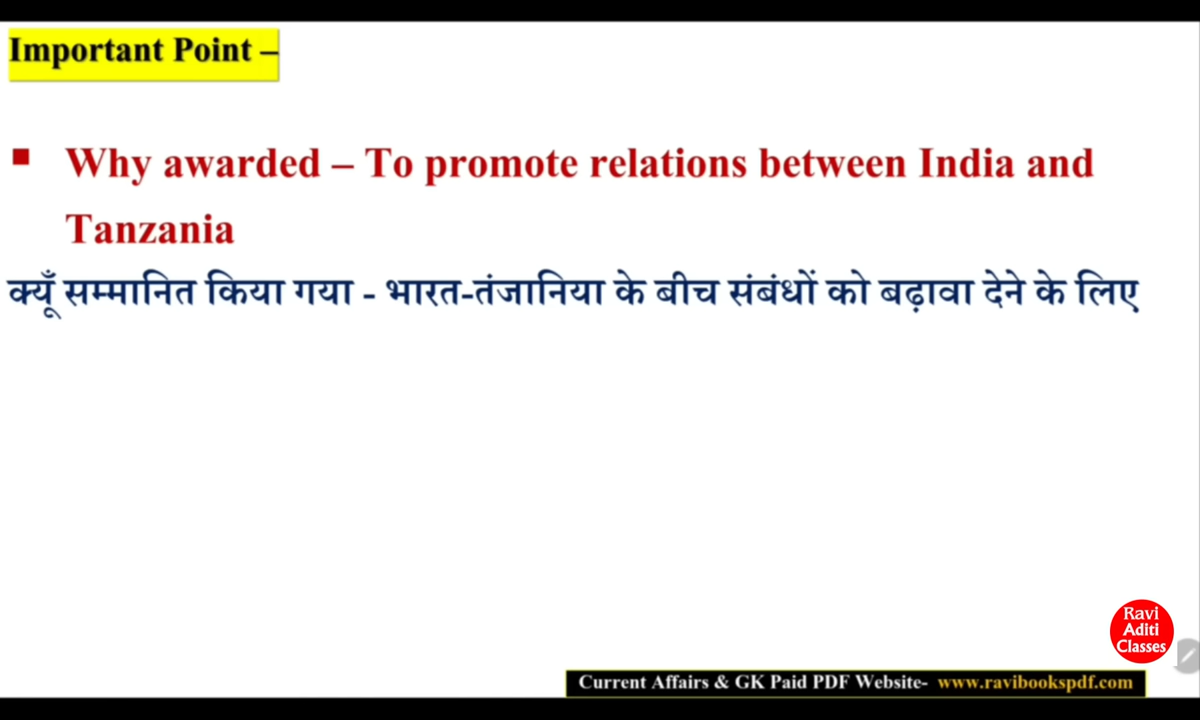 Important Point –
▪ Why awarded – To promote relations between India and
Tanzania
क्यूँ सम्मानित किया गया - भारत-तंजानिया के बीच संबंधों को बढ़ावा देने के लिए
Ravi
Aditi
Classes
Current Affairs & GK Paid PDF Website- www.ravibookspdf.com